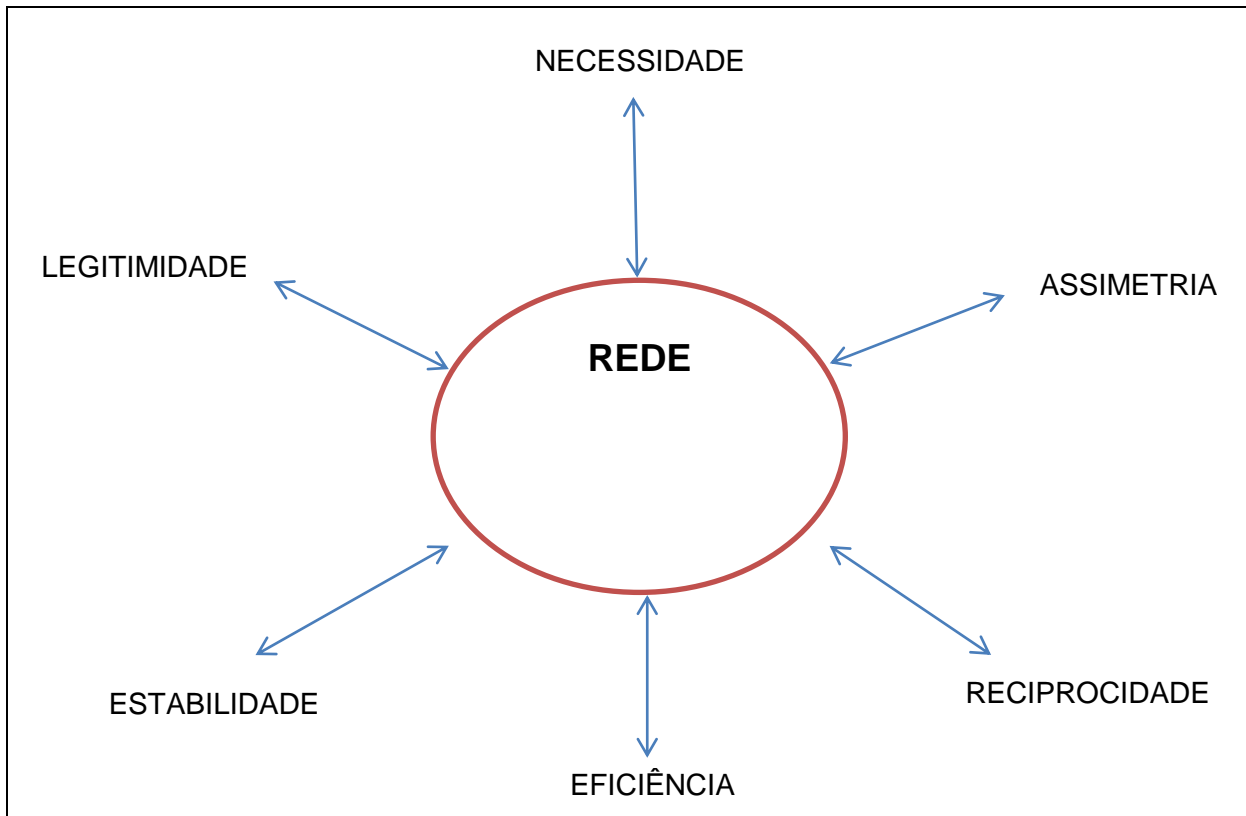 NECESSIDADE
LEGITIMIDADE
ASSIMETRIA
REDE
ESTABILIDADE
RECIPROCIDADE
EFICIÊNCIA